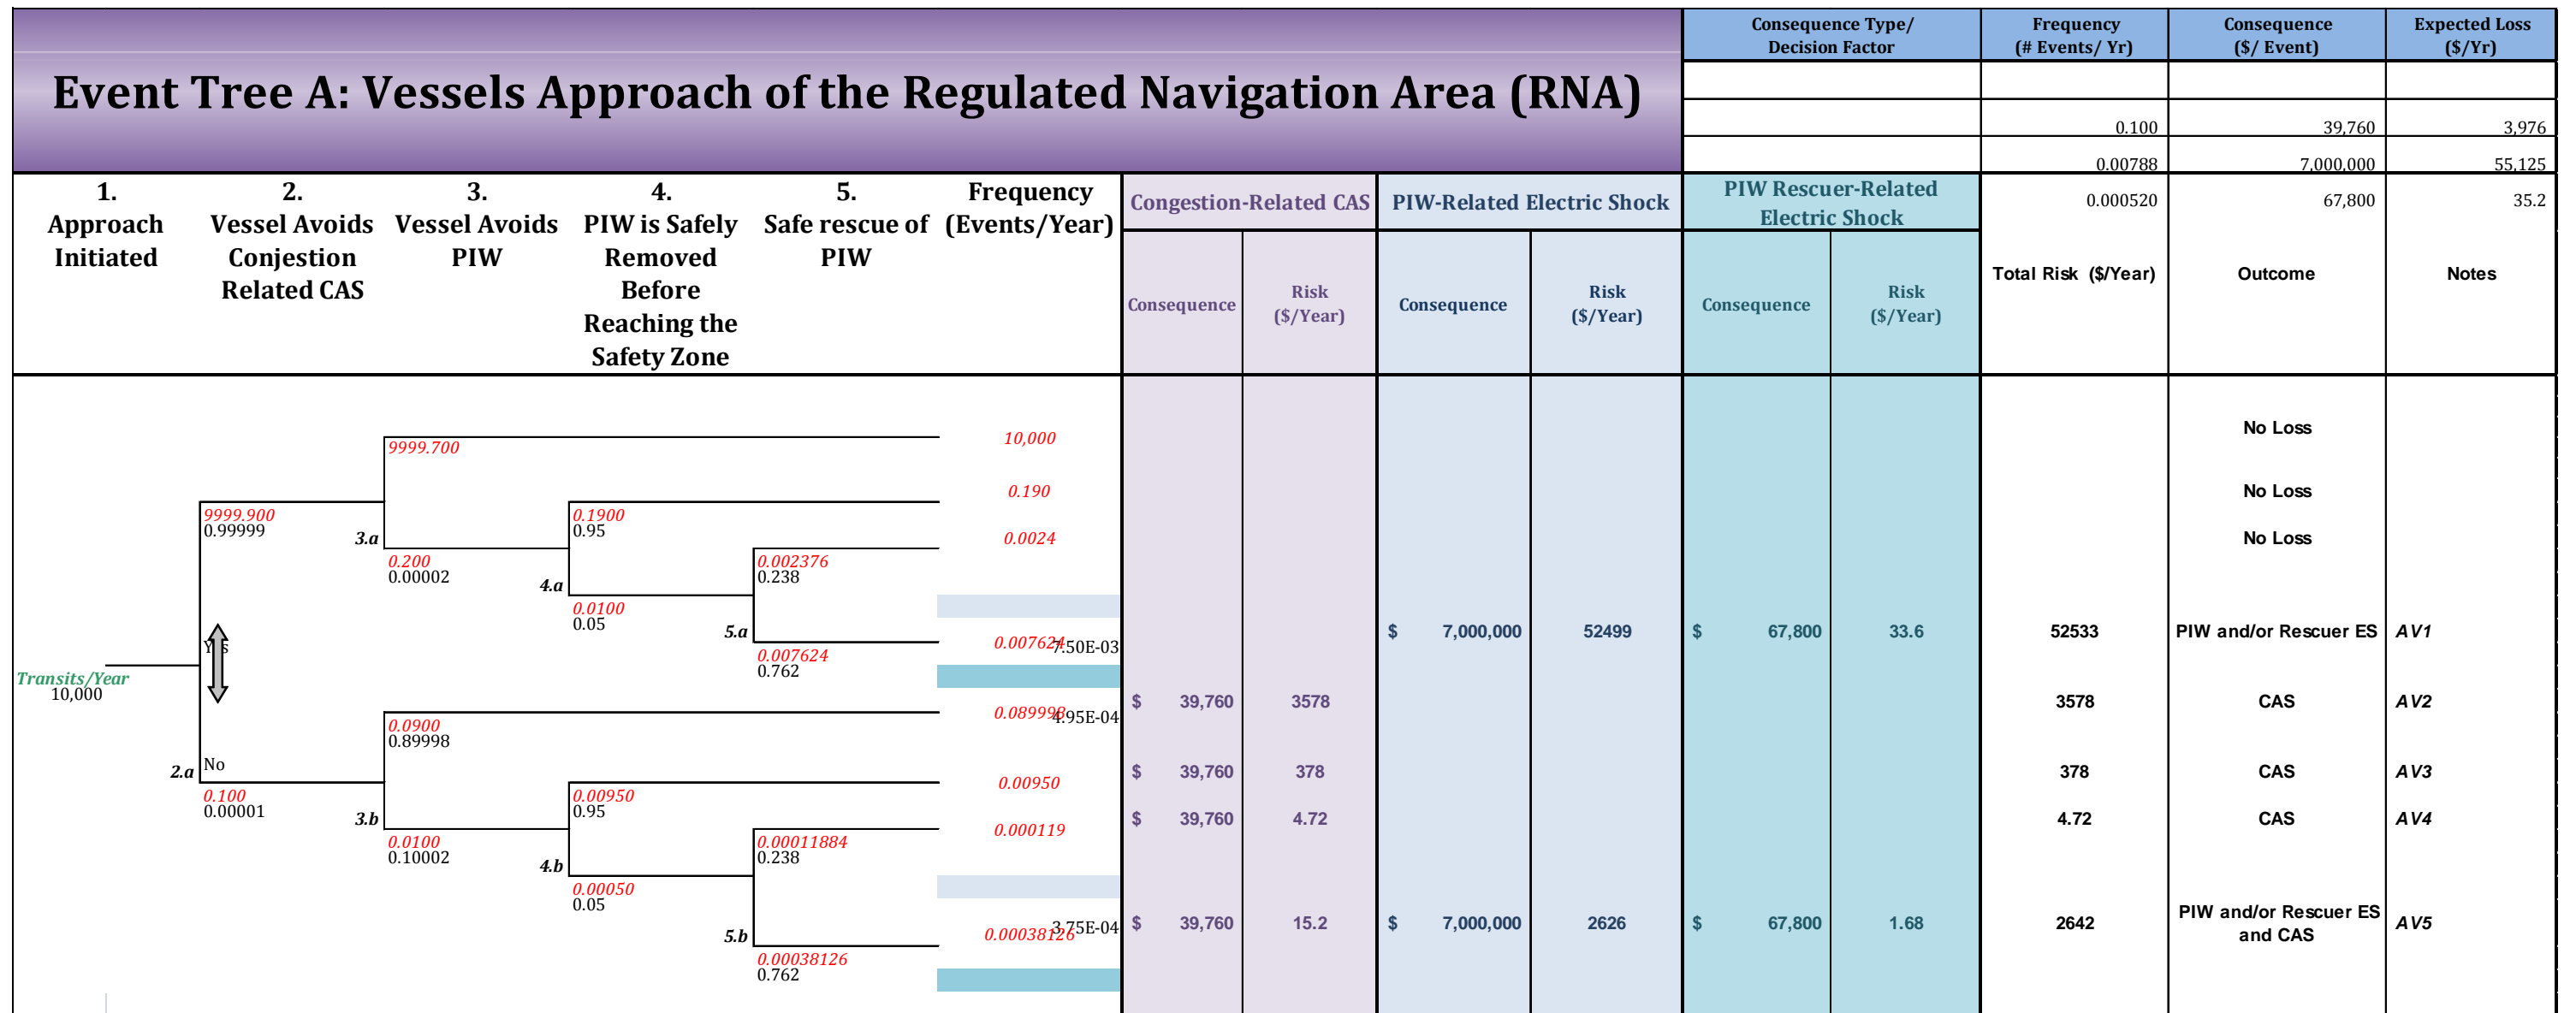 Event Tree A: Vessels Approach of the Regulated Navigation Area (RNA)
Consequence Type/
Decision Factor
Frequency
(# Events/ Yr)
Consequence
($/ Event)
Expected Loss
($/Yr)
0.100 39,760 3,976
0.00788 7,000,000 55,125
0.000520 67,800 35.2
1.
Approach
Initiated
2.
Vessel Avoids
Conjestion
Related CAS
3.
Vessel Avoids
PIW
4.
PIW is Safely
Removed
Before
Reaching the
Safety Zone
5.
Safe rescue of
PIW
Frequency
(Events/Year)
Congestion-Related CAS
Consequence
Risk
($/Year)
PIW-Related Electric Shock
Consequence
Risk
($/Year)
PIW Rescuer-Related
Electric Shock
Consequence
Risk
($/Year)
Total Risk ($/Year)
Outcome
Notes
9999.700
10,000
No Loss
0.190
No Loss
9999.900
0.99999
3.a
0.1900
0.95
0.0024
No Loss
0.200
0.00002
4.a
0.002376
0.238
0.0100
0.05
5.a
0.007624
7.50E-03
$ 7,000,000 52499 $ 67,800 33.6 52533 PIW and/or Rescuer ES AV1
Yes
0.007624
0.762
Transits/Year
10,000
0.0900
0.89998
0.089998
4.95E-04
$ 39,760 3578 3578 CAS AV2
2.a
No
0.100
0.00001
0.00950
0.95
0.00950
$ 39,760 378 378 CAS AV3
3.b
0.0100
0.10002
0.00011884
0.238
0.000119
$ 39,760 4.72 4.72 CAS AV4
4.b
0.00050
0.05
5.b
0.00038126
3.75E-04
$ 39,760 15.2 $ 7,000,000 2626 $ 67,800 1.68 2642 PIW and/or Rescuer ES
and CAS
AV5
0.00038126
0.762